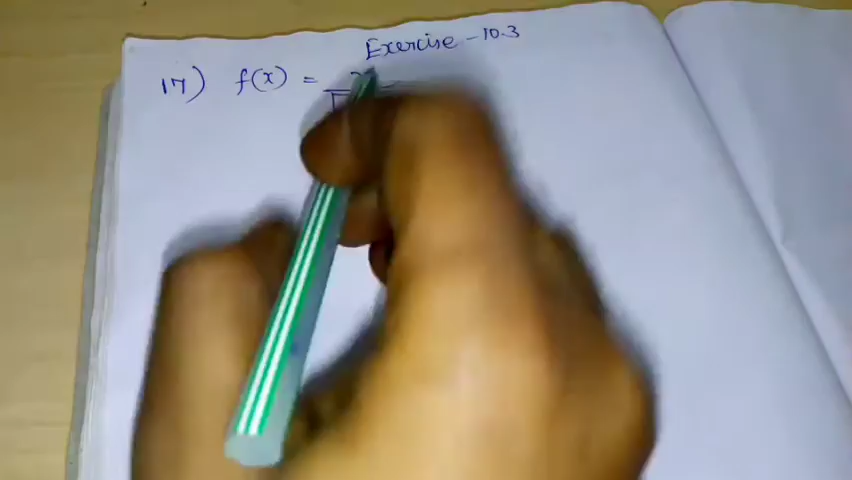 Exercise - 10.3
17) f(x) =